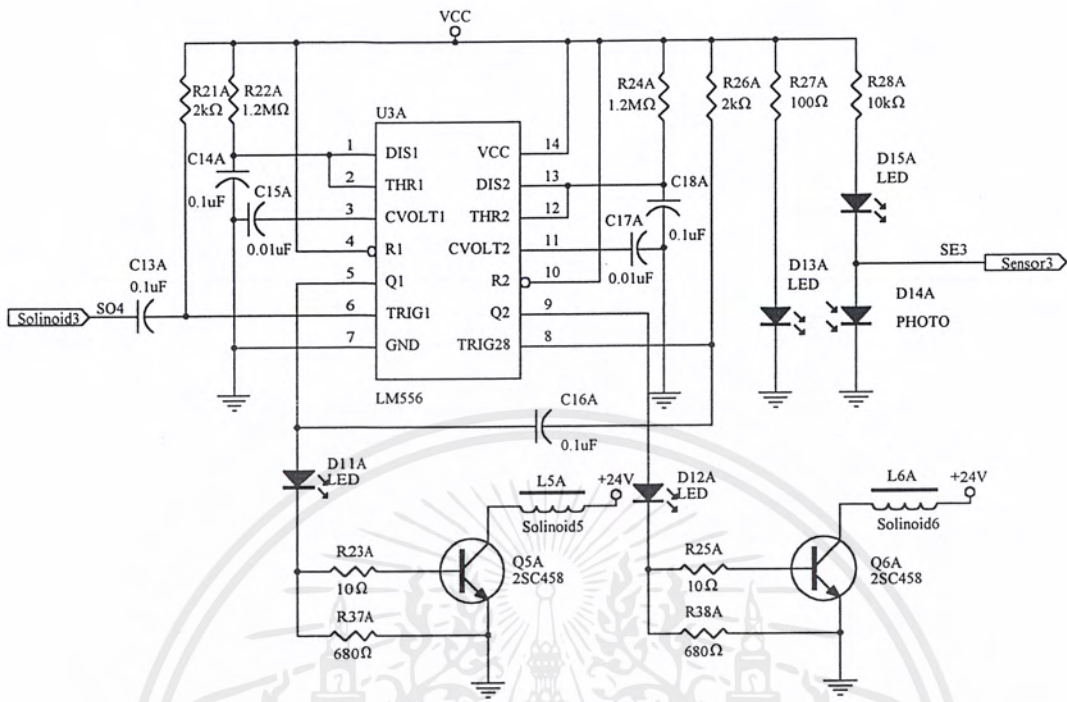 VCC
R21A
2kΩ
R22A
1.2MΩ
R24A
1.2MΩ
R26A
2kΩ
R27A
100Ω
R28A
10kΩ
U3A
C14A
0.1uF
C15A
0.01uF
1
DIS1
2
THR1
3
CVOLT1
4
R1
5
Q1
6
TRIG1
7
GND
VCC
14
DIS2
13
THR2
12
CVOLT2
11
R2
10
Q2
9
TRIG28
8
LM556
C18A
0.1uF
C17A
0.01uF
D15A
LED
SE3
Sensor3
D13A
LED
D14A
PHOTO
C13A
0.1uF
Solinoid3
SO4
C16A
0.1uF
D11A
LED
L5A
+24V
Solinoid5
D12A
LED
L6A
+24V
Solinoid6
R23A
10Ω
Q5A
2SC458
R37A
680Ω
R25A
10Ω
Q6A
2SC458
R38A
680Ω